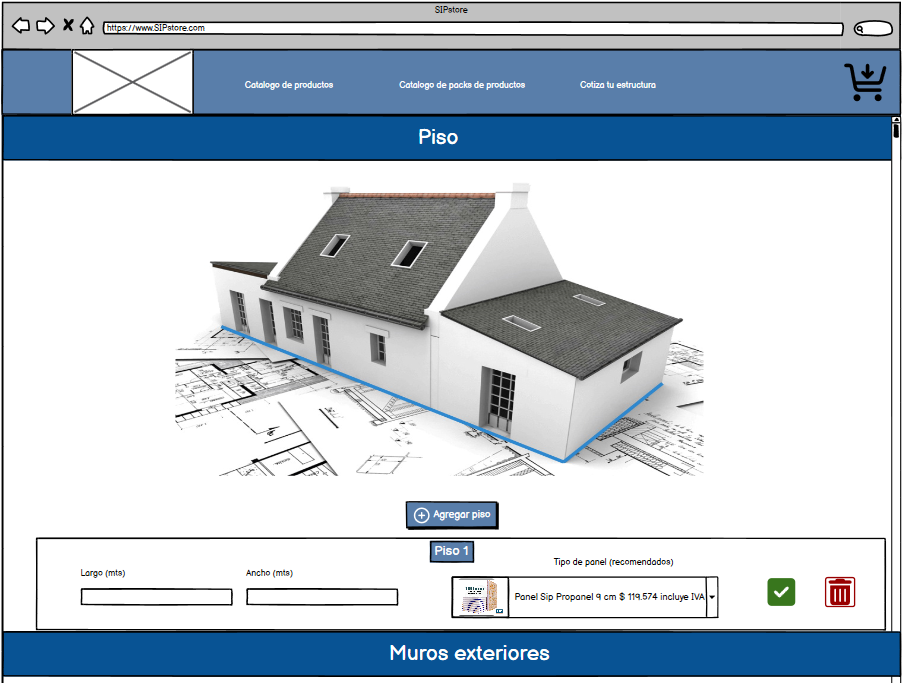 SIPstore
https://www.SIPstore.com
Catalogo de productos
Catalogo de packs de productos
Cotiza tu estructura
Piso
Agregar piso
Piso 1
Largo (mts)
Ancho (mts)
Tipo de panel (recomendados)
Panel Sip Propanel 9 cm $ 119.574 incluye IVA
Muros exteriores